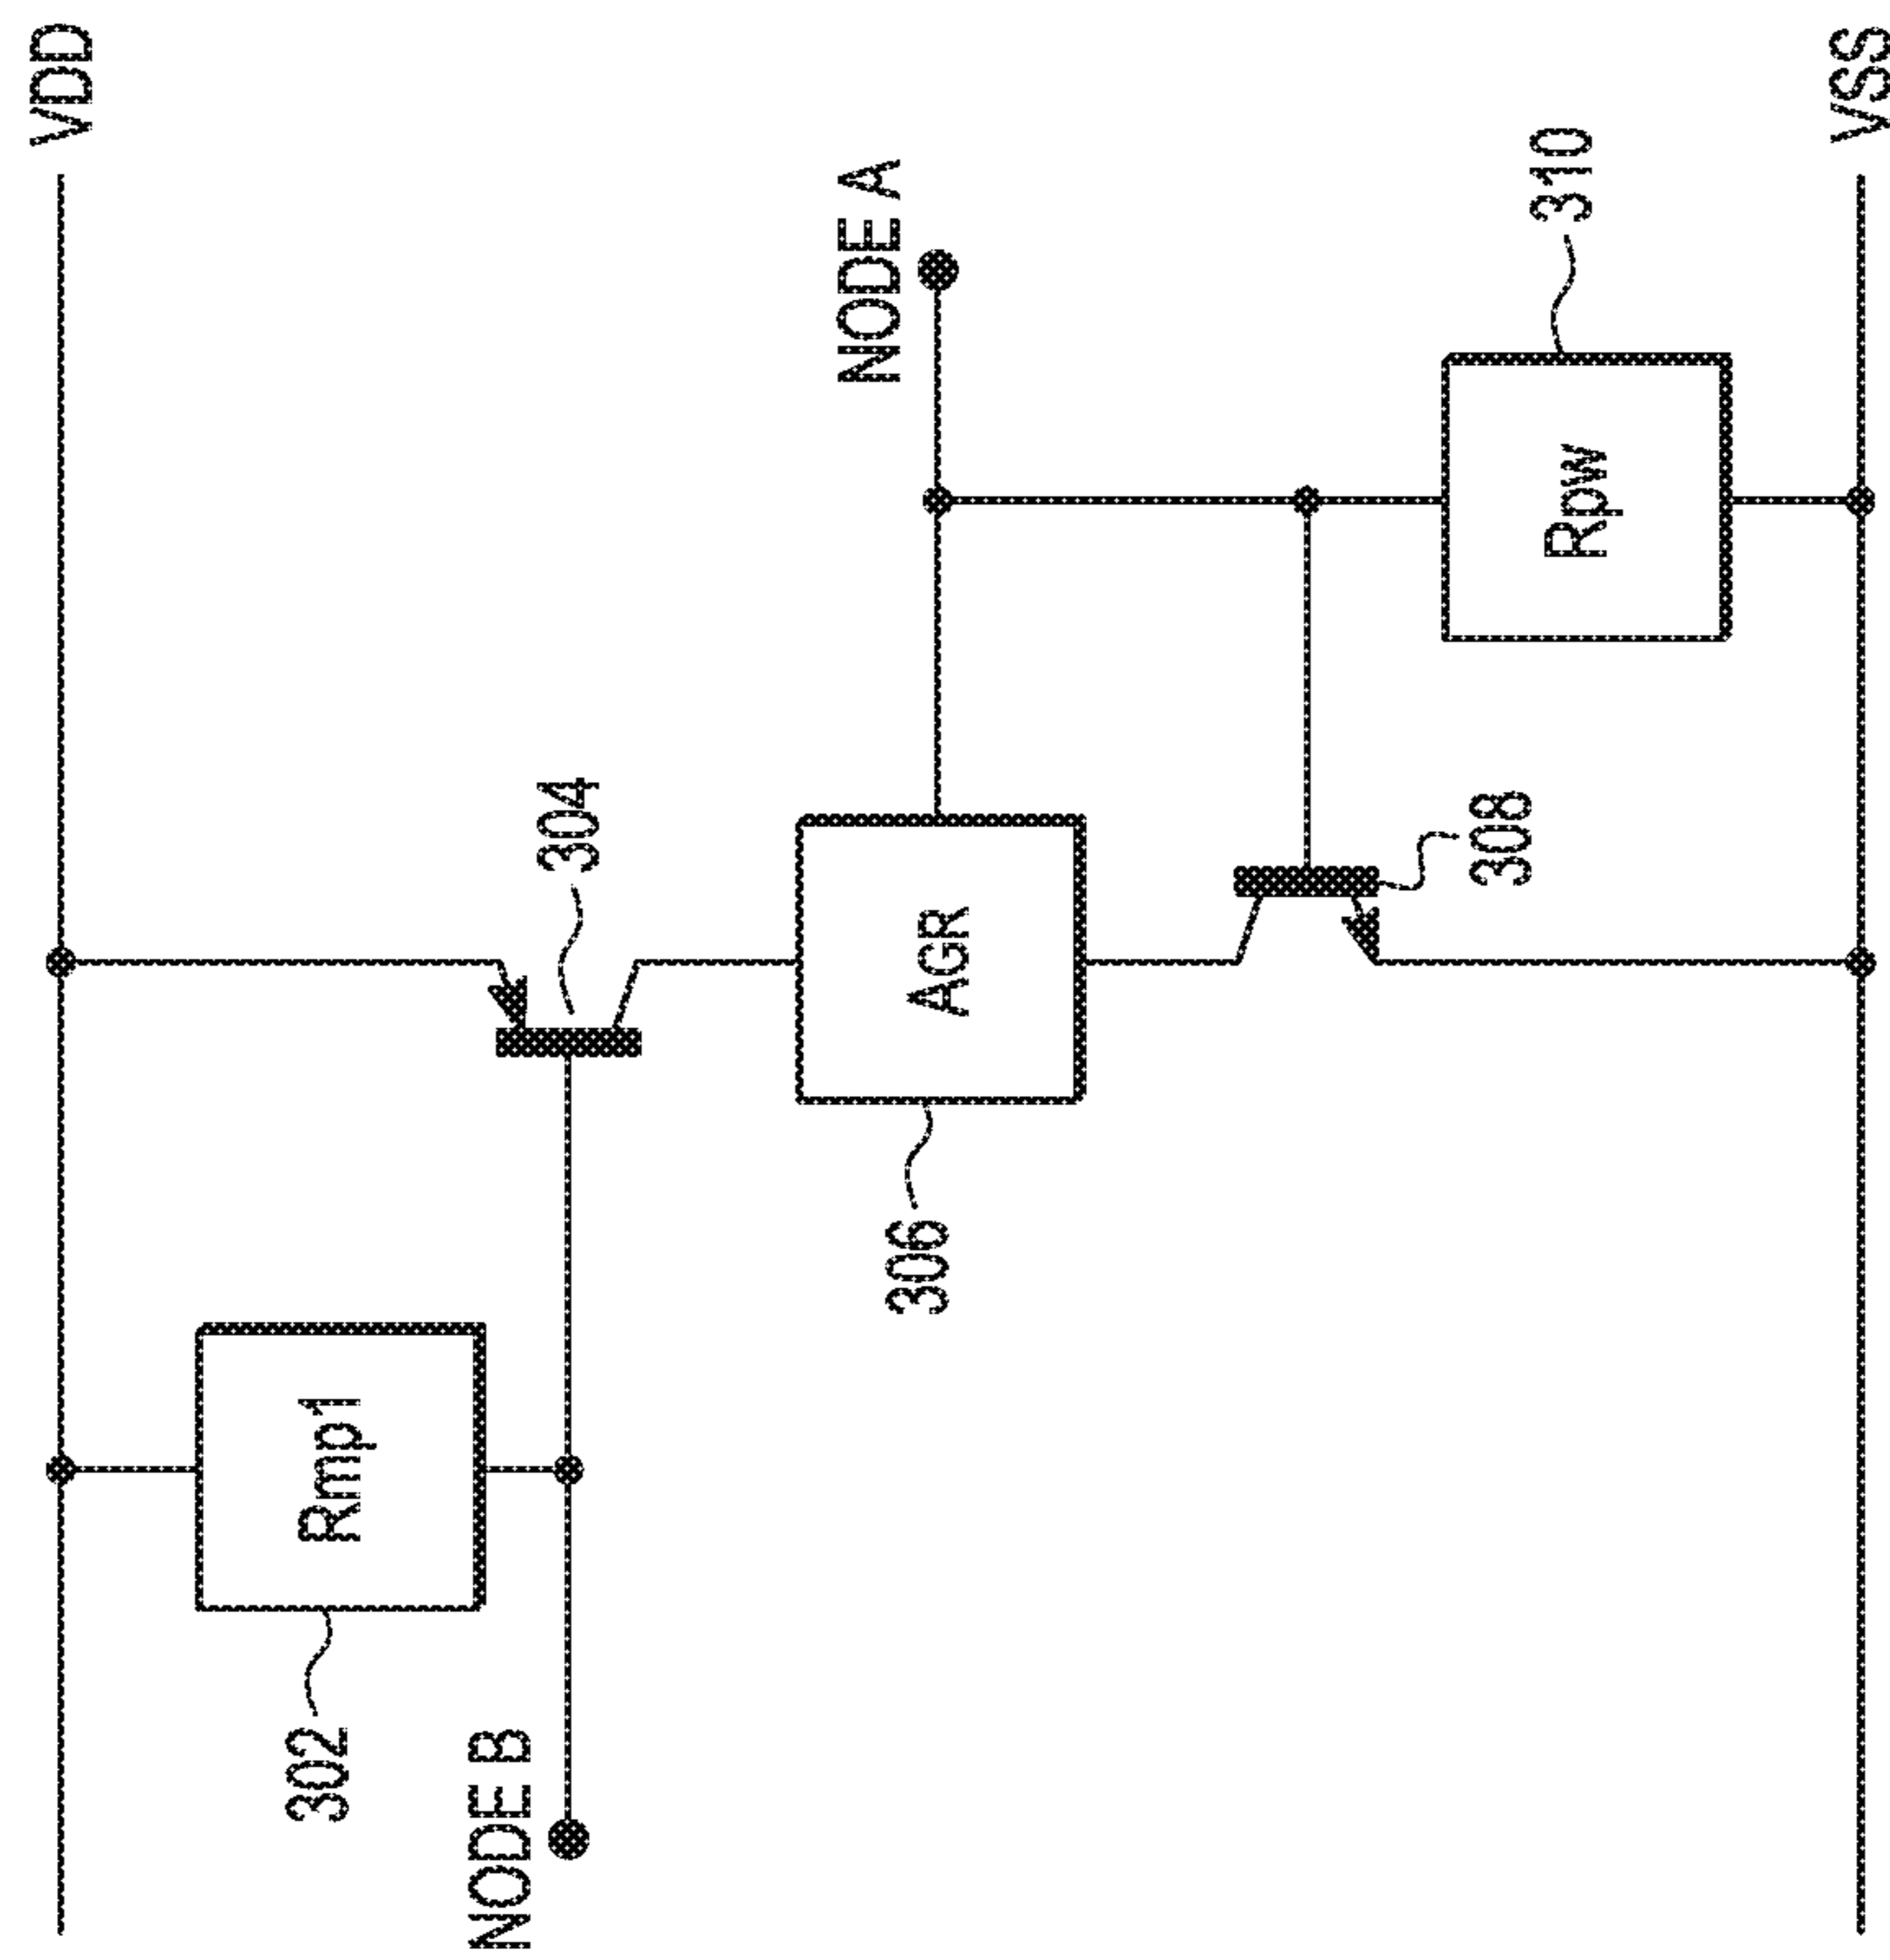 VDD
NODE A
304
310
VSS
Rpw
308
AGR
306
Rmp1
302
NODE B